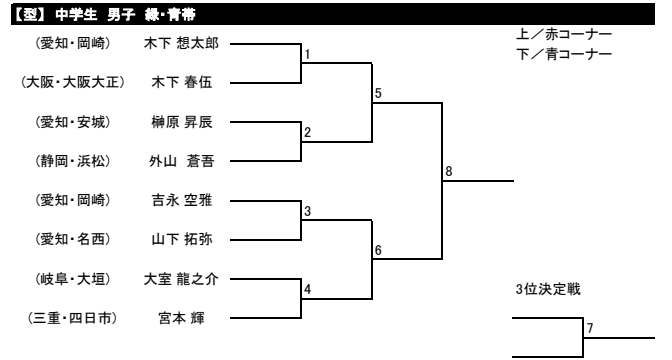 【型】 中学生 男子 緑・青帯
上／赤コーナー
下／青コーナー
(愛知・岡崎) 木下 想太郎
1
(大阪・大阪大正) 木下 春伍
5
(愛知・安城) 榊原 昇辰
2
(静岡・浜松) 外山 蒼吾
8
(愛知・岡崎) 吉永 空雅
3
(愛知・名西) 山下 拓弥
6
(岐阜・大垣) 大室 龍之介
4
3位決定戦
(三重・四日市) 宮本 輝
7